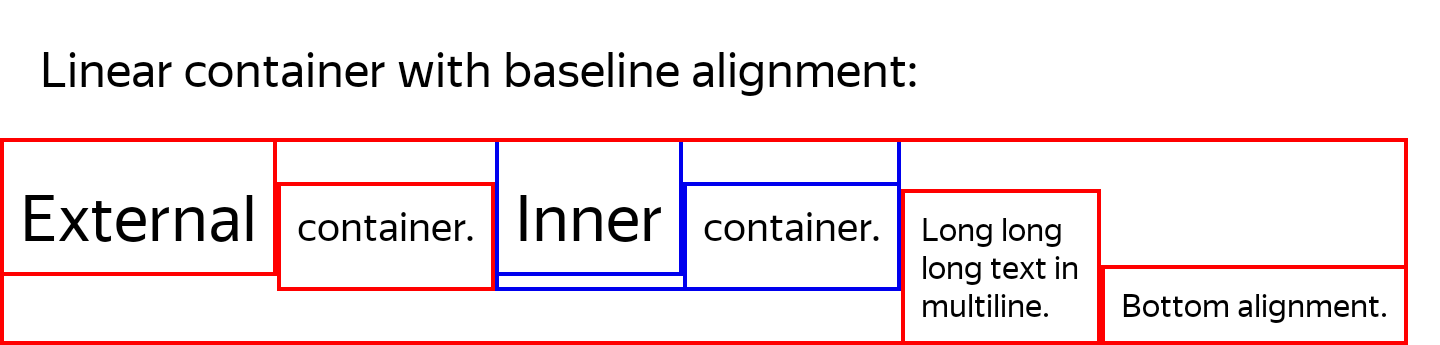 Linear container with baseline alignment:
External container. Inner container. Long long
long text in
multiline. Bottom alignment.